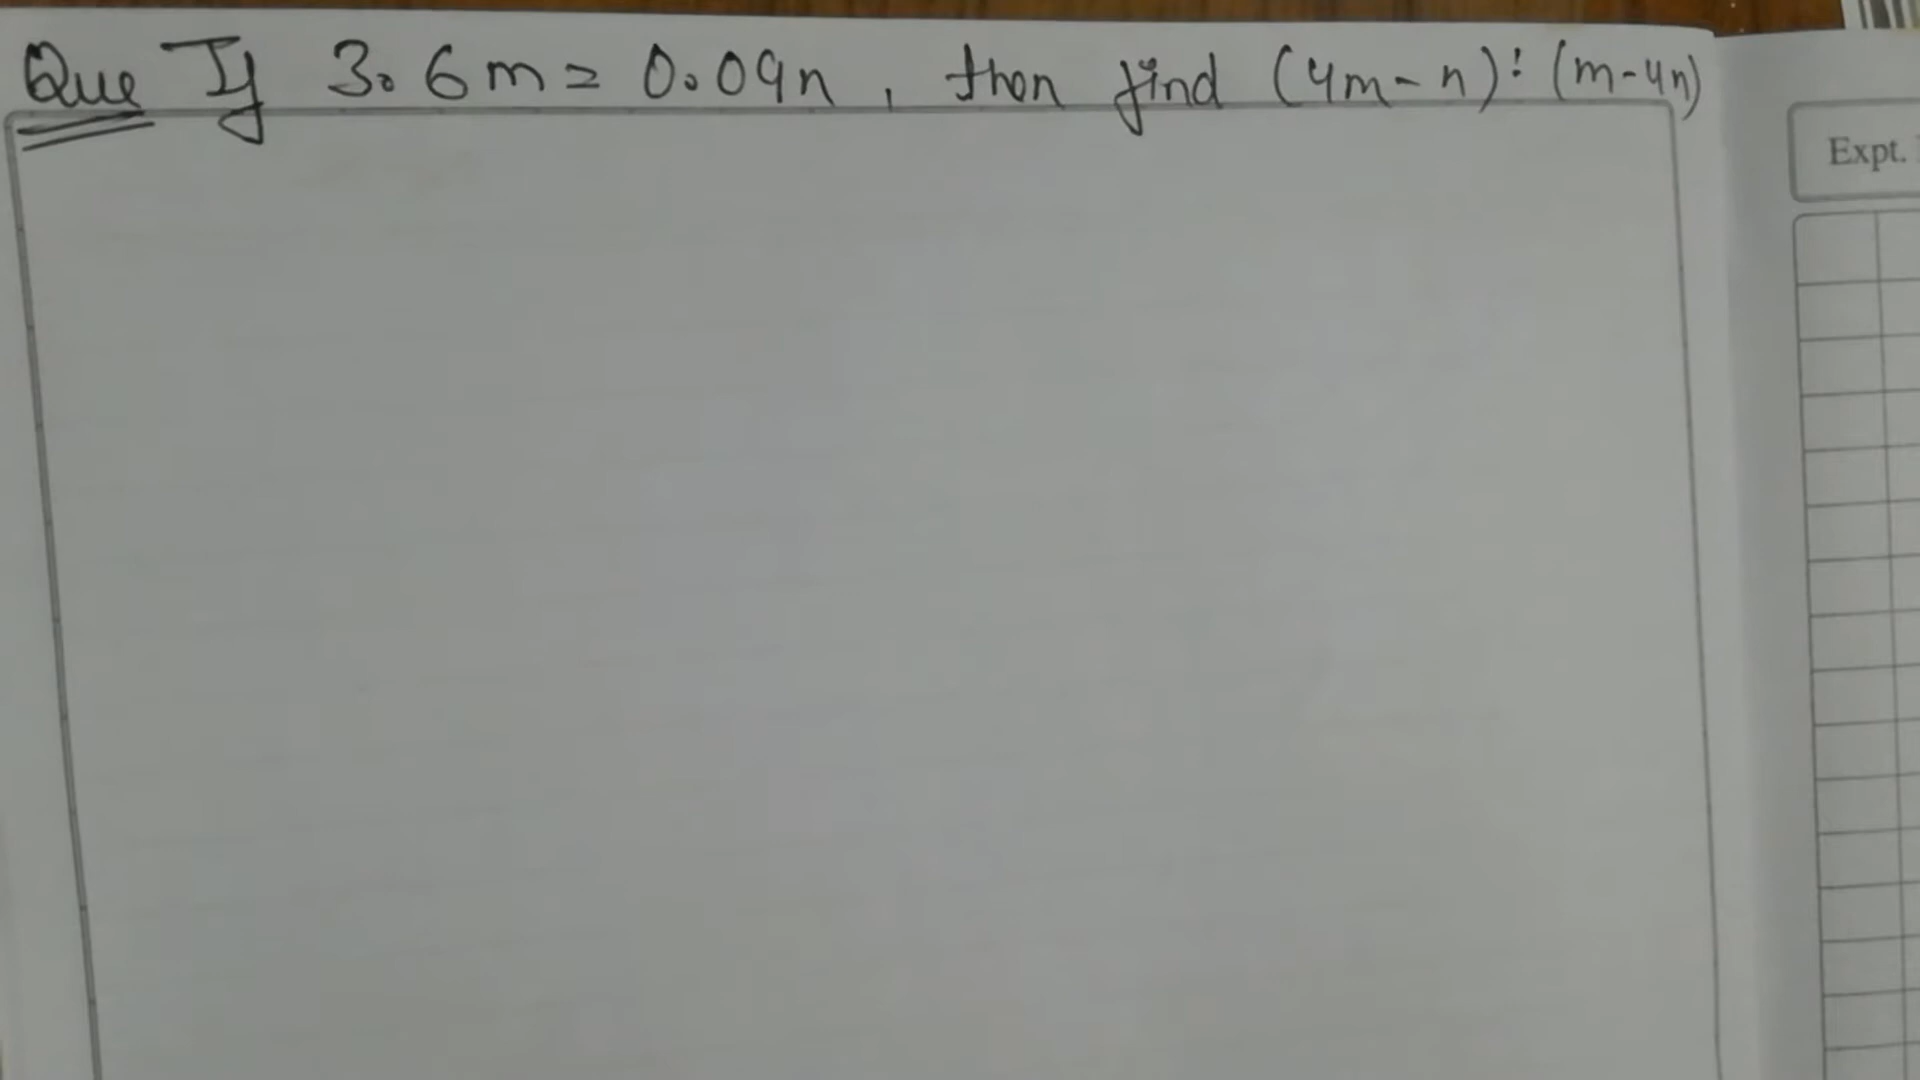 Que If 3.6m = 0.09n, then find (4m-n):(m-4n)
Expt.